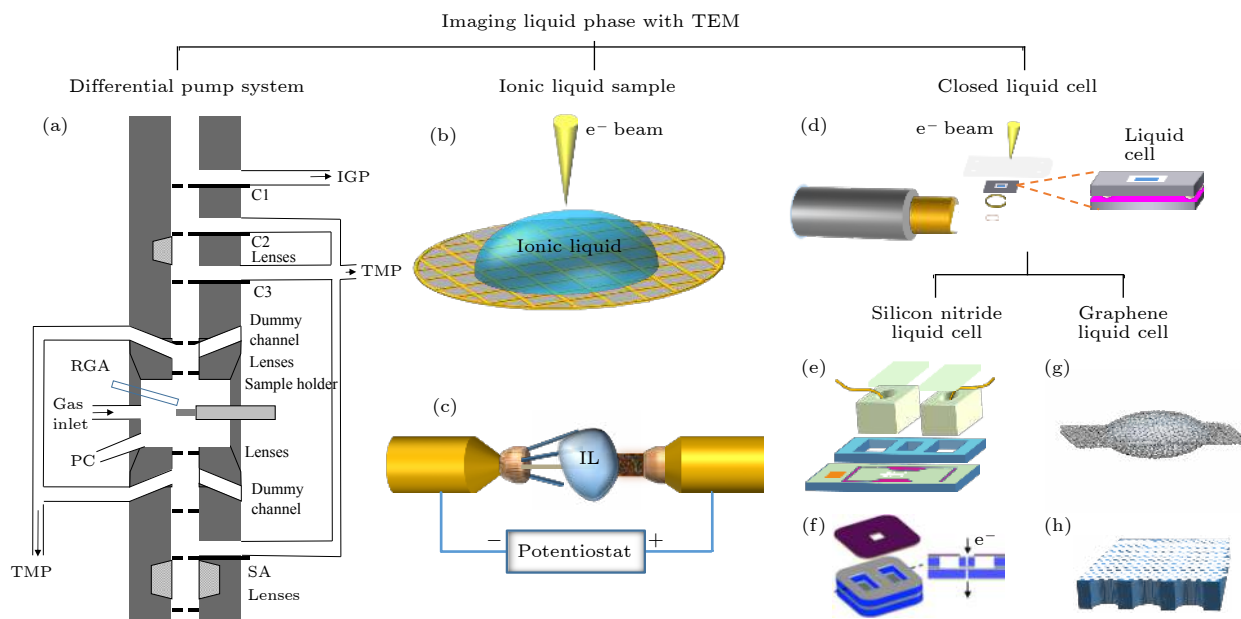 Imaging liquid phase with TEM
Differential pump system
Ionic liquid sample
Closed liquid cell
(a)
IGP
C1
C2
Lenses
TMP
C3
Dummy
channel
Lenses
RGA
Sample holder
Gas
inlet
PC
Lenses
Dummy
channel
TMP
SA
Lenses
(b)
e− beam
Ionic liquid
(c)
IL
−
Potentiostat
+
(d)
e− beam
Liquid
cell
Silicon nitride
liquid cell
Graphene
liquid cell
(e)
(g)
(f)
e−
(h)